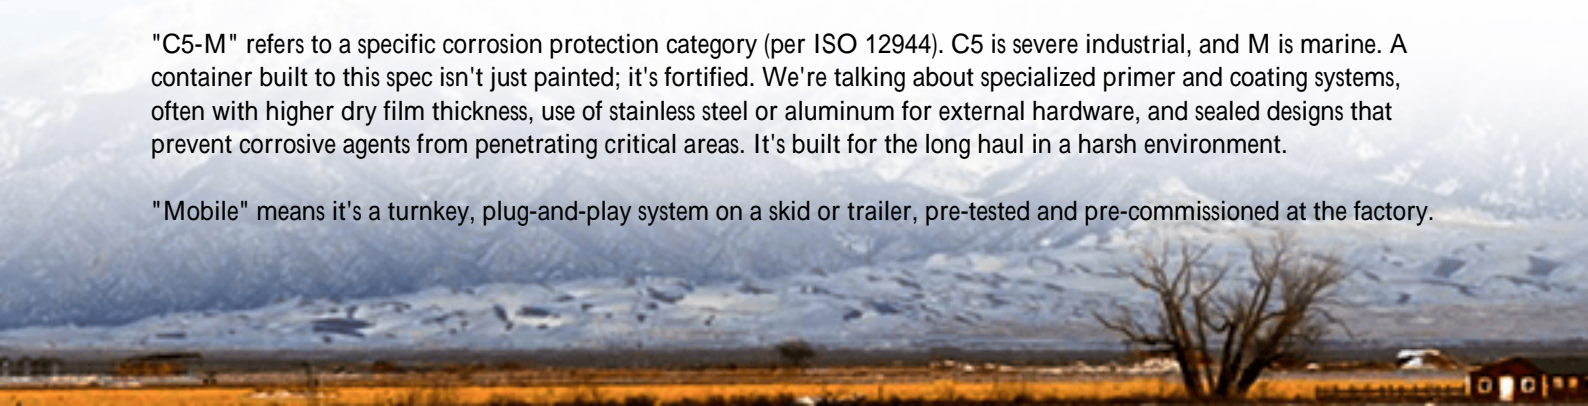 "C5-M" refers to a specific corrosion protection category (per ISO 12944). C5 is severe industrial, and M is marine. A
container built to this spec isn't just painted; it's fortified. We're talking about specialized primer and coating systems,
often with higher dry film thickness, use of stainless steel or aluminum for external hardware, and sealed designs that
prevent corrosive agents from penetrating critical areas. It's built for the long haul in a harsh environment.
"Mobile" means it's a turnkey, plug-and-play system on a skid or trailer, pre-tested and pre-commissioned at the factory.